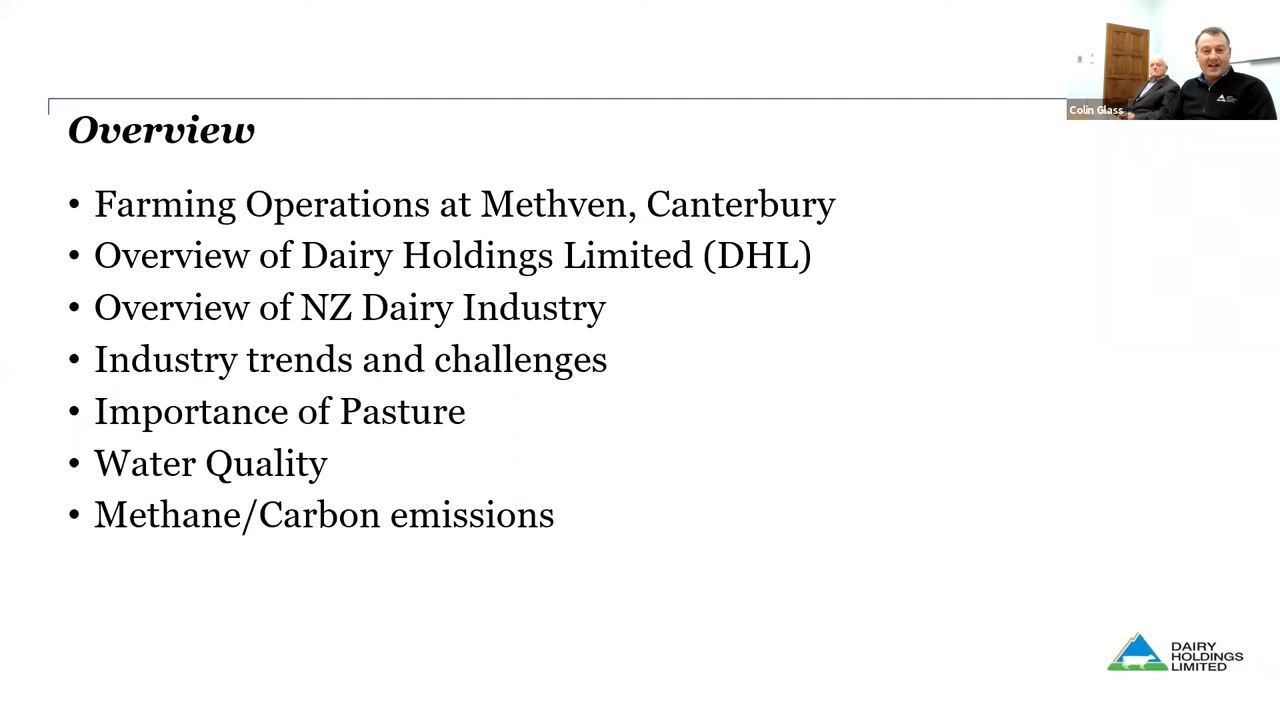 Colin Glass
Overview
• Farming Operations at Methven, Canterbury
• Overview of Dairy Holdings Limited (DHL)
• Overview of NZ Dairy Industry
• Industry trends and challenges
• Importance of Pasture
• Water Quality
• Methane/Carbon emissions
DAIRY
HOLDINGS
LIMITED